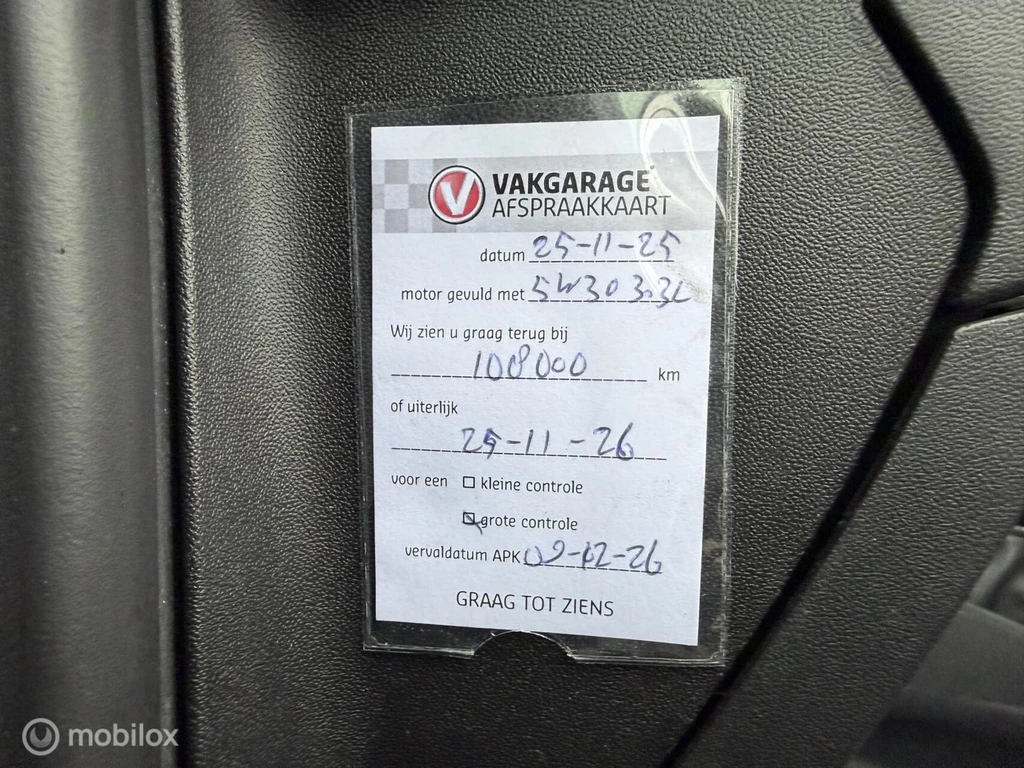 V VAKGARAGE
AFSPRAAKKAART
datum 25-11-25
motor gevuld met 5W30 3.3L
Wij zien u graag terug bij
108000 km
of uiterlijk
25-11-26
voor een kleine controle
grote controle
vervaldatum APK 09-12-26
GRAAG TOT ZIENS
mobilox